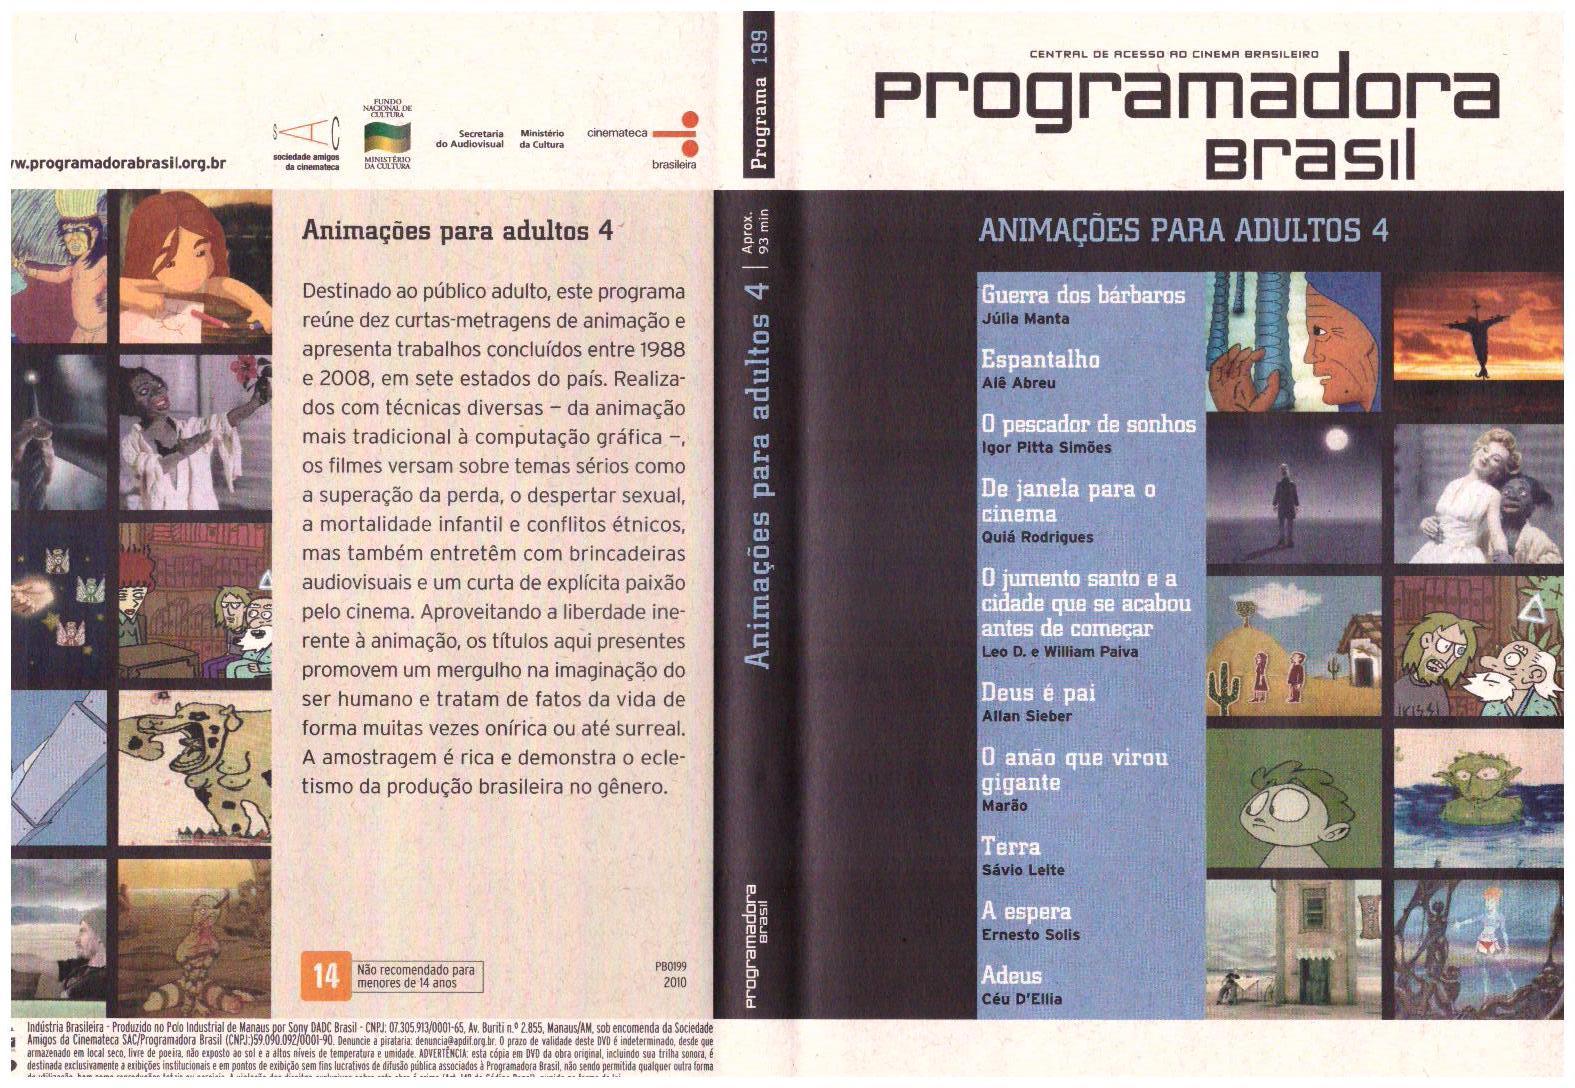 www.programadorabrasil.org.br
SAC
sociedade amigos
da cinemateca
FUNDO
NACIONAL DE
CULTURA
MINISTÉRIO
DA CULTURA
Secretaria
do Audiovisual
Ministério
da Cultura
cinemateca
brasileira
Animações para adultos 4
Destinado ao público adulto, este programa
reúne dez curtas-metragens de animação e
apresenta trabalhos concluídos entre 1988
e 2008, em sete estados do país. Realiza-
dos com técnicas diversas – da animação
mais tradicional à computação gráfica –,
os filmes versam sobre temas sérios como
a superação da perda, o despertar sexual,
a mortalidade infantil e conflitos étnicos,
mas também entretêm com brincadeiras
audiovisuais e um curta de explícita paixão
pelo cinema. Aproveitando a liberdade ine-
rente à animação, os títulos aqui presentes
promovem um mergulho na imaginação do
ser humano e tratam de fatos da vida de
forma muitas vezes onírica ou até surreal.
A amostragem é rica e demonstra o ecle-
tismo da produção brasileira no gênero.
14
Não recomendado para
menores de 14 anos
PB0199
2010
Indústria Brasileira - Produzido no Polo Industrial de Manaus por Sony DADC Brasil - CNPJ: 07.305.913/0001-65, Av. Buriti n.º 2.855, Manaus/AM, sob encomenda da Sociedade
Amigos da Cinemateca SAC/Programadora Brasil (CNPJ:)59.090.092/0001-90. Denuncie a pirataria: denuncia@apdif.org.br. O prazo de validade deste DVD é indeterminado, desde que
armazenado em local seco, livre de poeira, não exposto ao sol e a altos níveis de temperatura e umidade. ADVERTÊNCIA: esta cópia em DVD da obra original, incluindo sua trilha sonora, é
destinada exclusivamente a exibições institucionais e em pontos de exibição sem fins lucrativos de difusão pública associados à Programadora Brasil, não sendo permitida qualquer outra forma
Programa 199
Aprox.
93 min
Animações para adultos 4
programadora
Brasil
CENTRAL DE ACESSO AO CINEMA BRASILEIRO
programadora
Brasil
ANIMAÇÕES PARA ADULTOS 4
Guerra dos bárbaros
Júlia Manta
Espantalho
Alê Abreu
O pescador de sonhos
Igor Pitta Simões
De janela para o
cinema
Quiá Rodrigues
O jumento santo e a
cidade que se acabou
antes de começar
Leo D. e William Paiva
Deus é pai
Allan Sieber
O anão que virou
gigante
Marão
Terra
Sávio Leite
A espera
Ernesto Solis
Adeus
Céu D'Ellia